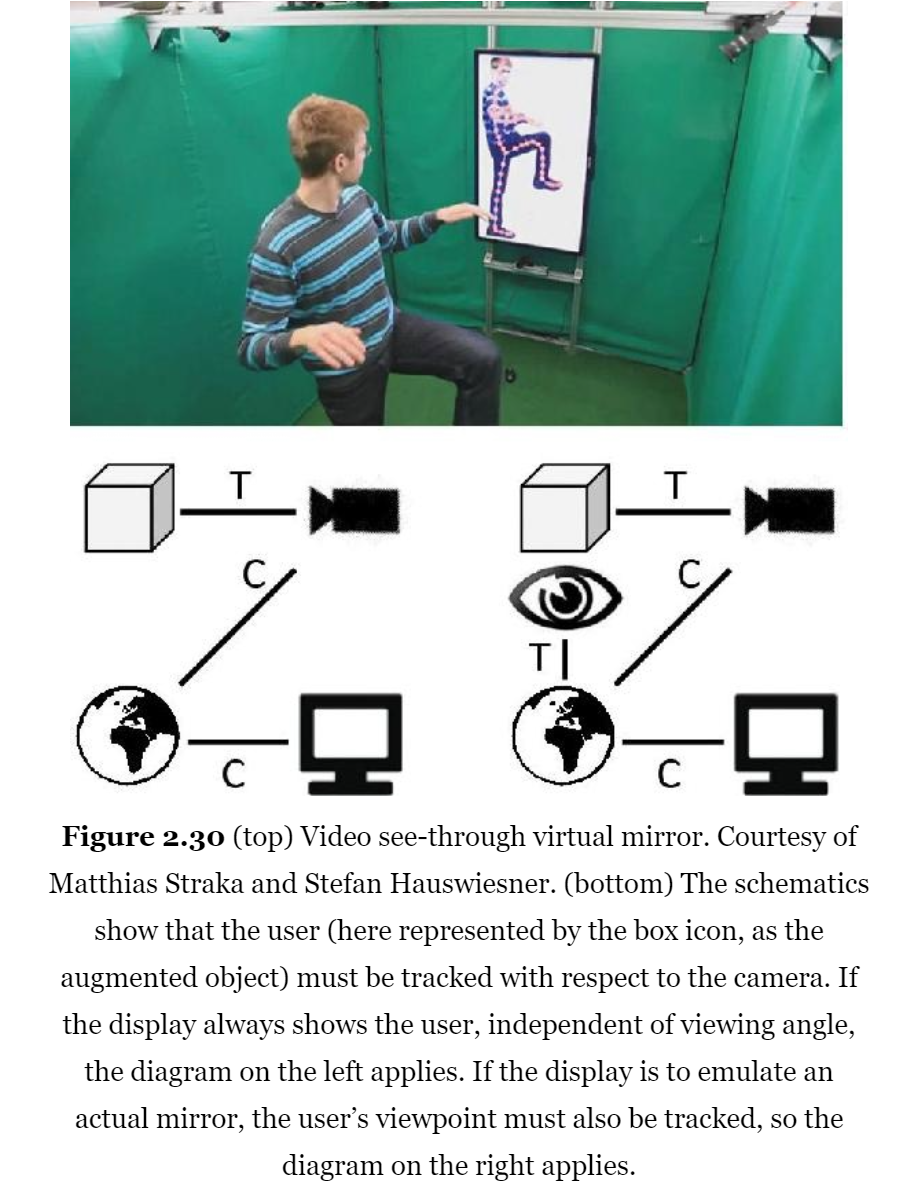 T
T
C
C
T
C
C
Figure 2.30 (top) Video see-through virtual mirror. Courtesy of
Matthias Straka and Stefan Hauswiesner. (bottom) The schematics
show that the user (here represented by the box icon, as the
augmented object) must be tracked with respect to the camera. If
the display always shows the user, independent of viewing angle,
the diagram on the left applies. If the display is to emulate an
actual mirror, the user’s viewpoint must also be tracked, so the
diagram on the right applies.